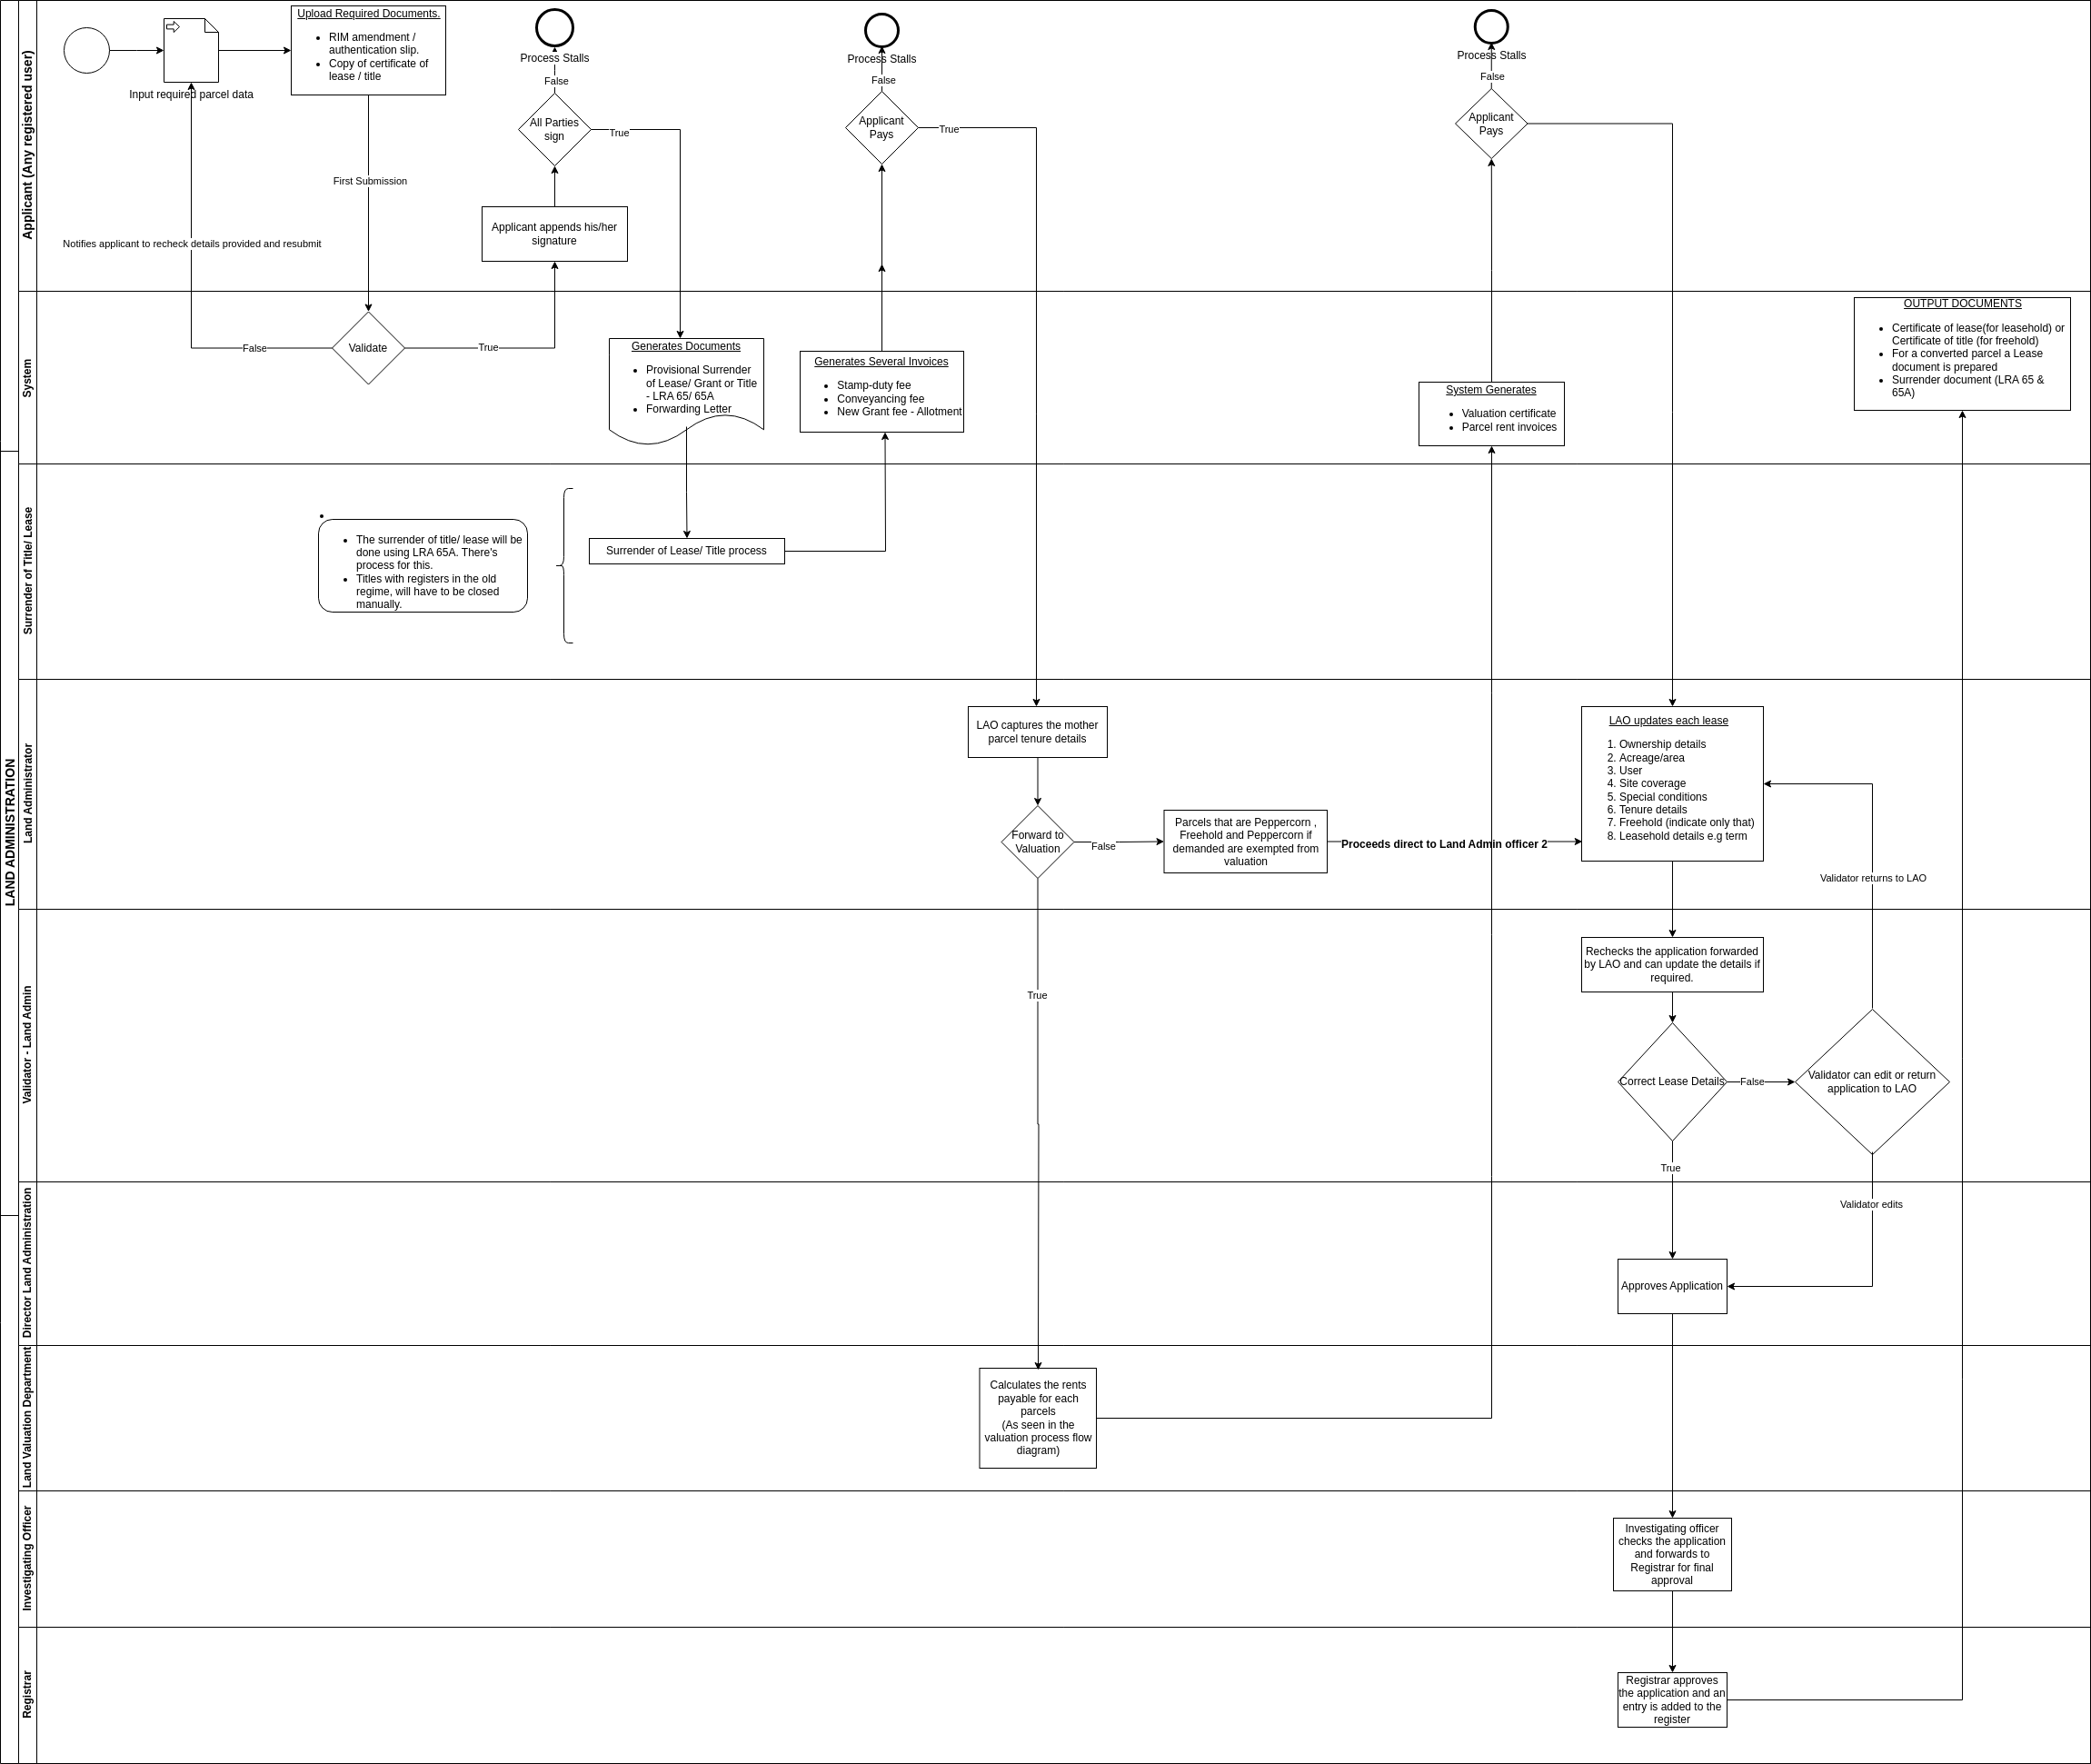 LAND ADMINISTRATION
Applicant (Any registered user)
Input required parcel data
Upload Required Documents.
• RIM amendment /
authentication slip.
• Copy of certificate of
lease / title
First Submission
Notifies applicant to recheck details provided and resubmit
Process Stalls
False
All Parties
sign
True
Applicant appends his/her
signature
Process Stalls
False
Applicant
Pays
True
Process Stalls
False
Applicant
Pays
System
False
Validate
True
Generates Documents
• Provisional Surrender
of Lease/ Grant or Title
- LRA 65/ 65A
• Forwarding Letter
Generates Several Invoices
• Stamp-duty fee
• Conveyancing fee
• New Grant fee - Allotment
System Generates
• Valuation certificate
• Parcel rent invoices
OUTPUT DOCUMENTS
• Certificate of lease(for leasehold) or
Certificate of title (for freehold)
• For a converted parcel a Lease
document is prepared
• Surrender document (LRA 65 &
65A)
Surrender of Title/ Lease
•
• The surrender of title/ lease will be
done using LRA 65A. There's
process for this.
• Titles with registers in the old
regime, will have to be closed
manually.
Surrender of Lease/ Title process
Land Administrator
LAO captures the mother
parcel tenure details
Forward to
Valuation
False
Parcels that are Peppercorn ,
Freehold and Peppercorn if
demanded are exempted from
valuation
Proceeds direct to Land Admin officer 2
LAO updates each lease
1. Ownership details
2. Acreage/area
3. User
4. Site coverage
5. Special conditions
6. Tenure details
7. Freehold (indicate only that)
8. Leasehold details e.g term
Validator returns to LAO
Validator - Land Admin
True
Rechecks the application forwarded
by LAO and can update the details if
required.
Correct Lease Details
False
Validator can edit or return
application to LAO
True
Director Land Administration
Validator edits
Approves Application
Land Valuation Department
Calculates the rents
payable for each
parcels
(As seen in the
valuation process flow
diagram)
Investigating Officer
Investigating officer
checks the application
and forwards to
Registrar for final
approval
Registrar
Registrar approves
the application and an
entry is added to the
register